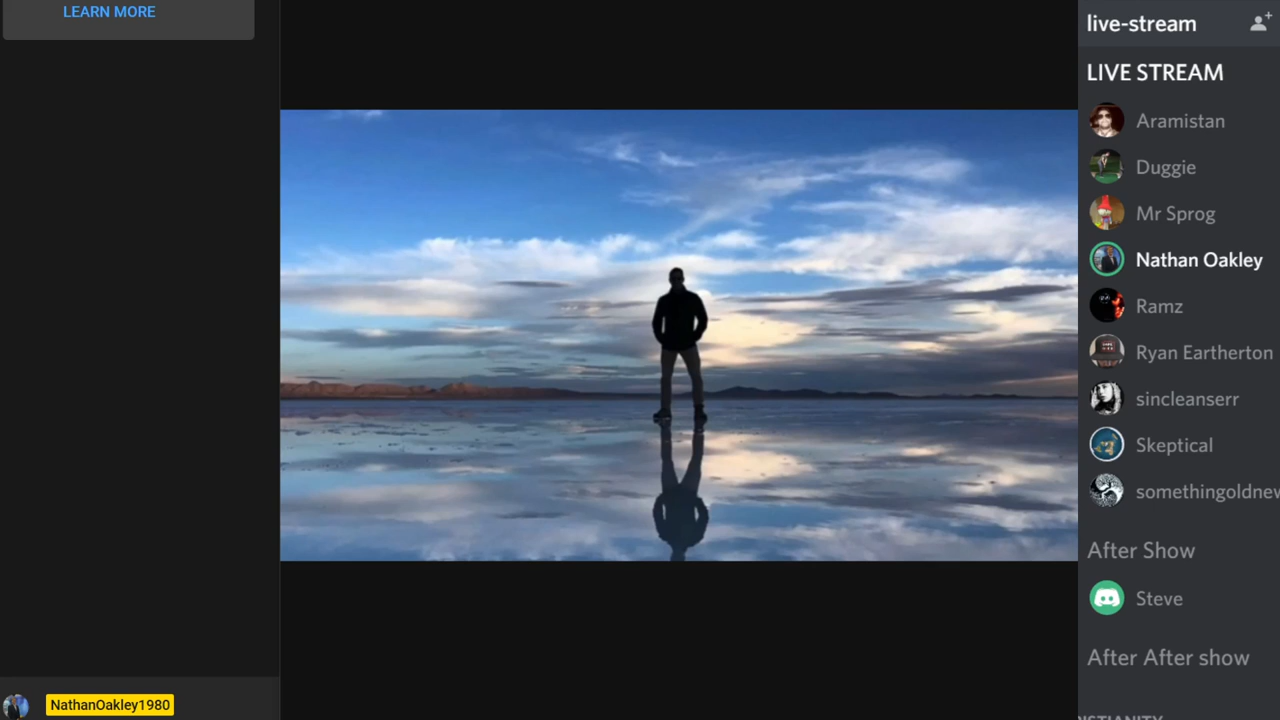 LEARN MORE
live-stream
LIVE STREAM
Aramistan
Duggie
Mr Sprog
Nathan Oakley
Ramz
Ryan Eartherton
sincleanserr
Skeptical
somethingoldnew
After Show
Steve
After After show
NathanOakley1980